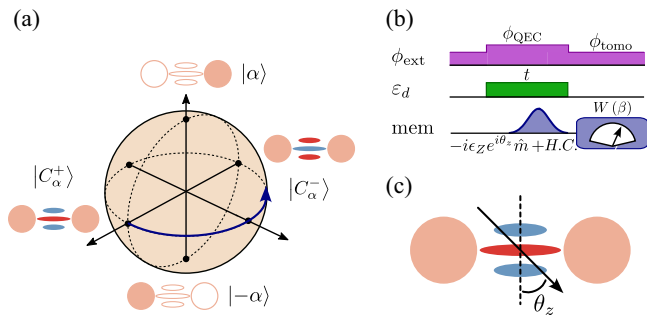 (a)
|α⟩
|C_α^+⟩
|C_α^-⟩
|-α⟩
(b)
ϕ_QEC
ϕ_ext
ϕ_tomo
t
ε_d
W(β)
mem
-iϵ_Z e^{iθ_z} m̂ + H.C.
(c)
θ_z